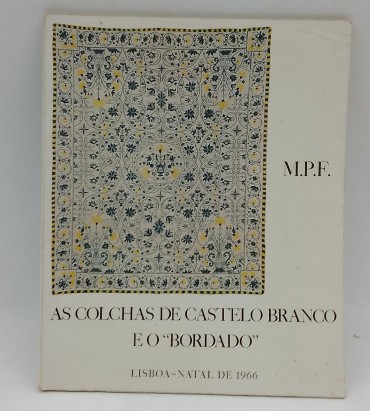 M.P.F.
AS COLCHAS DE CASTELO BRANCO
E O "BORDADO"
LISBOA-NATAL DE 1966